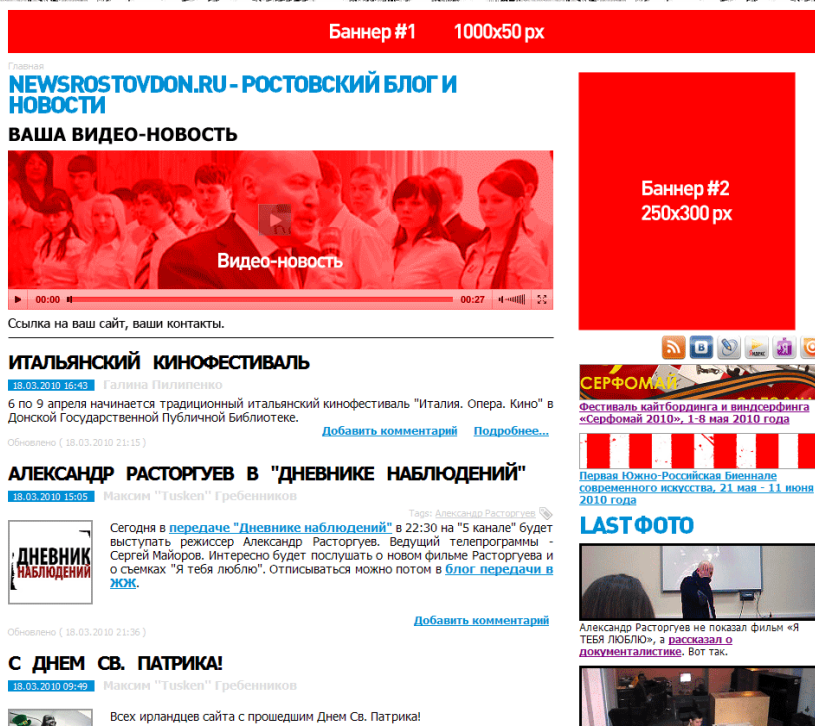 Баннер #1 1000x50 px
Главная
NEWSROSTOVDON.RU - РОСТОВСКИЙ БЛОГ И
НОВОСТИ
ВАША ВИДЕО-НОВОСТЬ
Видео-новость
00:00
00:27
Ссылка на ваш сайт, ваши контакты.
ИТАЛЬЯНСКИЙ КИНОФЕСТИВАЛЬ
18.03.2010 16:43 Галина Пилипенко
6 по 9 апреля начинается традиционный итальянский кинофестиваль "Италия. Опера. Кино" в
Донской Государственной Публичной Библиотеке.
Добавить комментарий Подробнее...
Обновлено ( 18.03.2010 21:15 )
АЛЕКСАНДР РАСТОРГУЕВ В "ДНЕВНИКЕ НАБЛЮДЕНИЙ"
18.03.2010 15:05 Максим "Tusken" Гребенников
Tags: Александр Расторгуев
ДНЕВНИК
НАБЛЮДЕНИЙ
Сегодня в передаче "Дневнике наблюдений" в 22:30 на "5 канале" будет
выступать режиссер Александр Расторгуев. Ведущий телепрограммы -
Сергей Майоров. Интересно будет послушать о новом фильме Расторгуева и
о съемках "Я тебя люблю". Отписываться можно потом в блог передачи в
ЖЖ.
Добавить комментарий
Обновлено ( 18.03.2010 21:36 )
С ДНЕМ СВ. ПАТРИКА!
18.03.2010 09:49 Максим "Tusken" Гребенников
Всех ирландцев сайта с прошедшим Днем Св. Патрика!
Баннер #2
250x300 px
СЕРФОМАЙ
Фестиваль кайтбординга и виндсерфинга
«Серфомай 2010», 1-8 мая 2010 года
Первая Южно-Российская Биеннале
современного искусства, 21 мая - 11 июня
2010 года
LAST ФОТО
Александр Расторгуев не показал фильм «Я
ТЕБЯ ЛЮБЛЮ», а рассказал о
документалистике. Вот так.